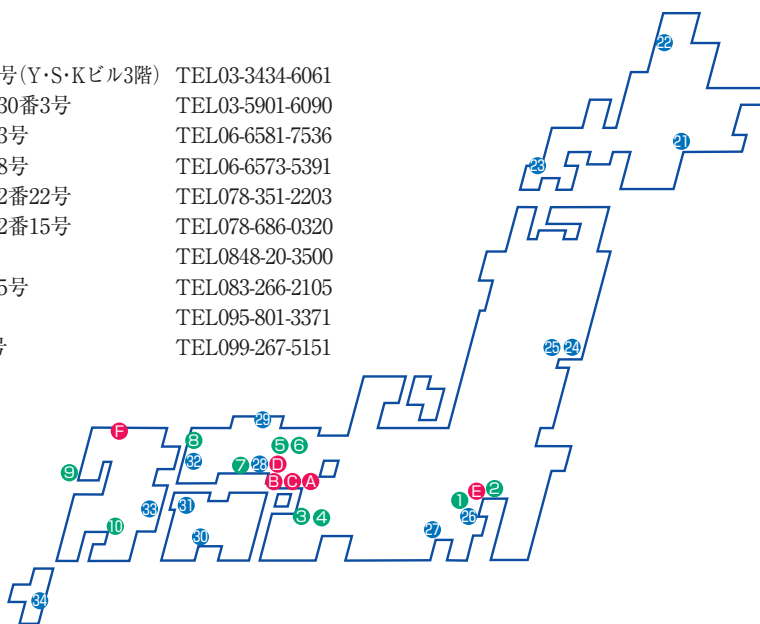 号(Y･S･Kビル3階) TEL03-3434-6061
30番3号 TEL03-5901-6090
3号 TEL06-6581-7536
8号 TEL06-6573-5391
2番22号 TEL078-351-2203
2番15号 TEL078-686-0320
TEL0848-20-3500
5号 TEL083-266-2105
TEL095-801-3371
号 TEL099-267-5151
22
21
23
25 24
29
F
8 5 6
32 7 28 D
9
B C A
E 2
1
33 31
3 4 26
10
27
30
34